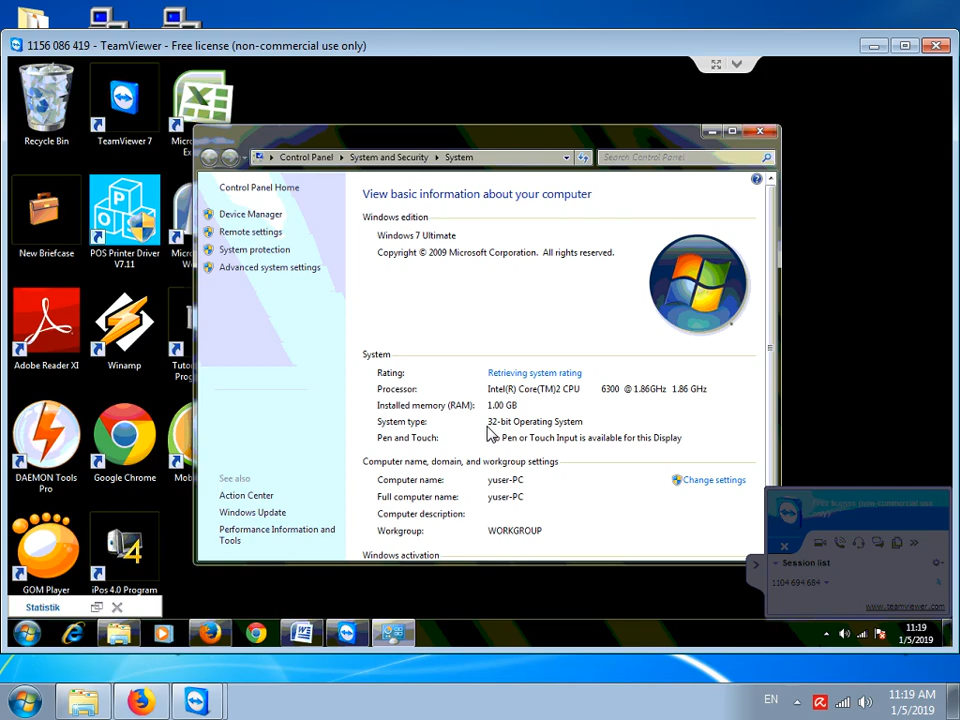 1156 086 419 - TeamViewer - Free license (non-commercial use only)
Recycle Bin
TeamViewer 7
New Briefcase
POS Printer Driver
V7.11
Adobe Reader XI
Winamp
DAEMON Tools
Pro
Google Chrome
GOM Player
iPos 4.0 Program
Statistik
Control Panel
System and Security
System
Search Control Panel
Control Panel Home
Device Manager
Remote settings
System protection
Advanced system settings
See also
Action Center
Windows Update
Performance Information and
Tools
View basic information about your computer
Windows edition
Windows 7 Ultimate
Copyright © 2009 Microsoft Corporation. All rights reserved.
System
Rating: Retrieving system rating
Processor: Intel(R) Core(TM)2 CPU 6300 @ 1.86GHz 1.86 GHz
Installed memory (RAM): 1.00 GB
System type: 32-bit Operating System
Pen and Touch: Pen or Touch Input is available for this Display
Computer name, domain, and workgroup settings
Computer name: yuser-PC
Change settings
Full computer name: yuser-PC
Computer description:
Workgroup: WORKGROUP
Windows activation
Session list
1104 694 684
www.teamviewer.com
11:19
1/5/2019
EN
11:19 AM
1/5/2019